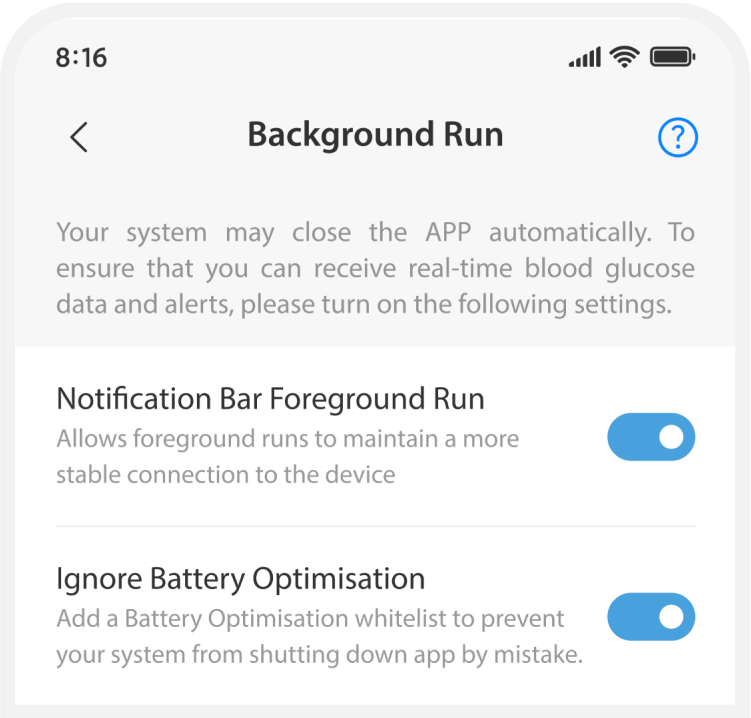 8:16
Background Run
?
Your system may close the APP automatically. To
ensure that you can receive real-time blood glucose
data and alerts, please turn on the following settings.
Notification Bar Foreground Run
Allows foreground runs to maintain a more
stable connection to the device
Ignore Battery Optimisation
Add a Battery Optimisation whitelist to prevent
your system from shutting down app by mistake.